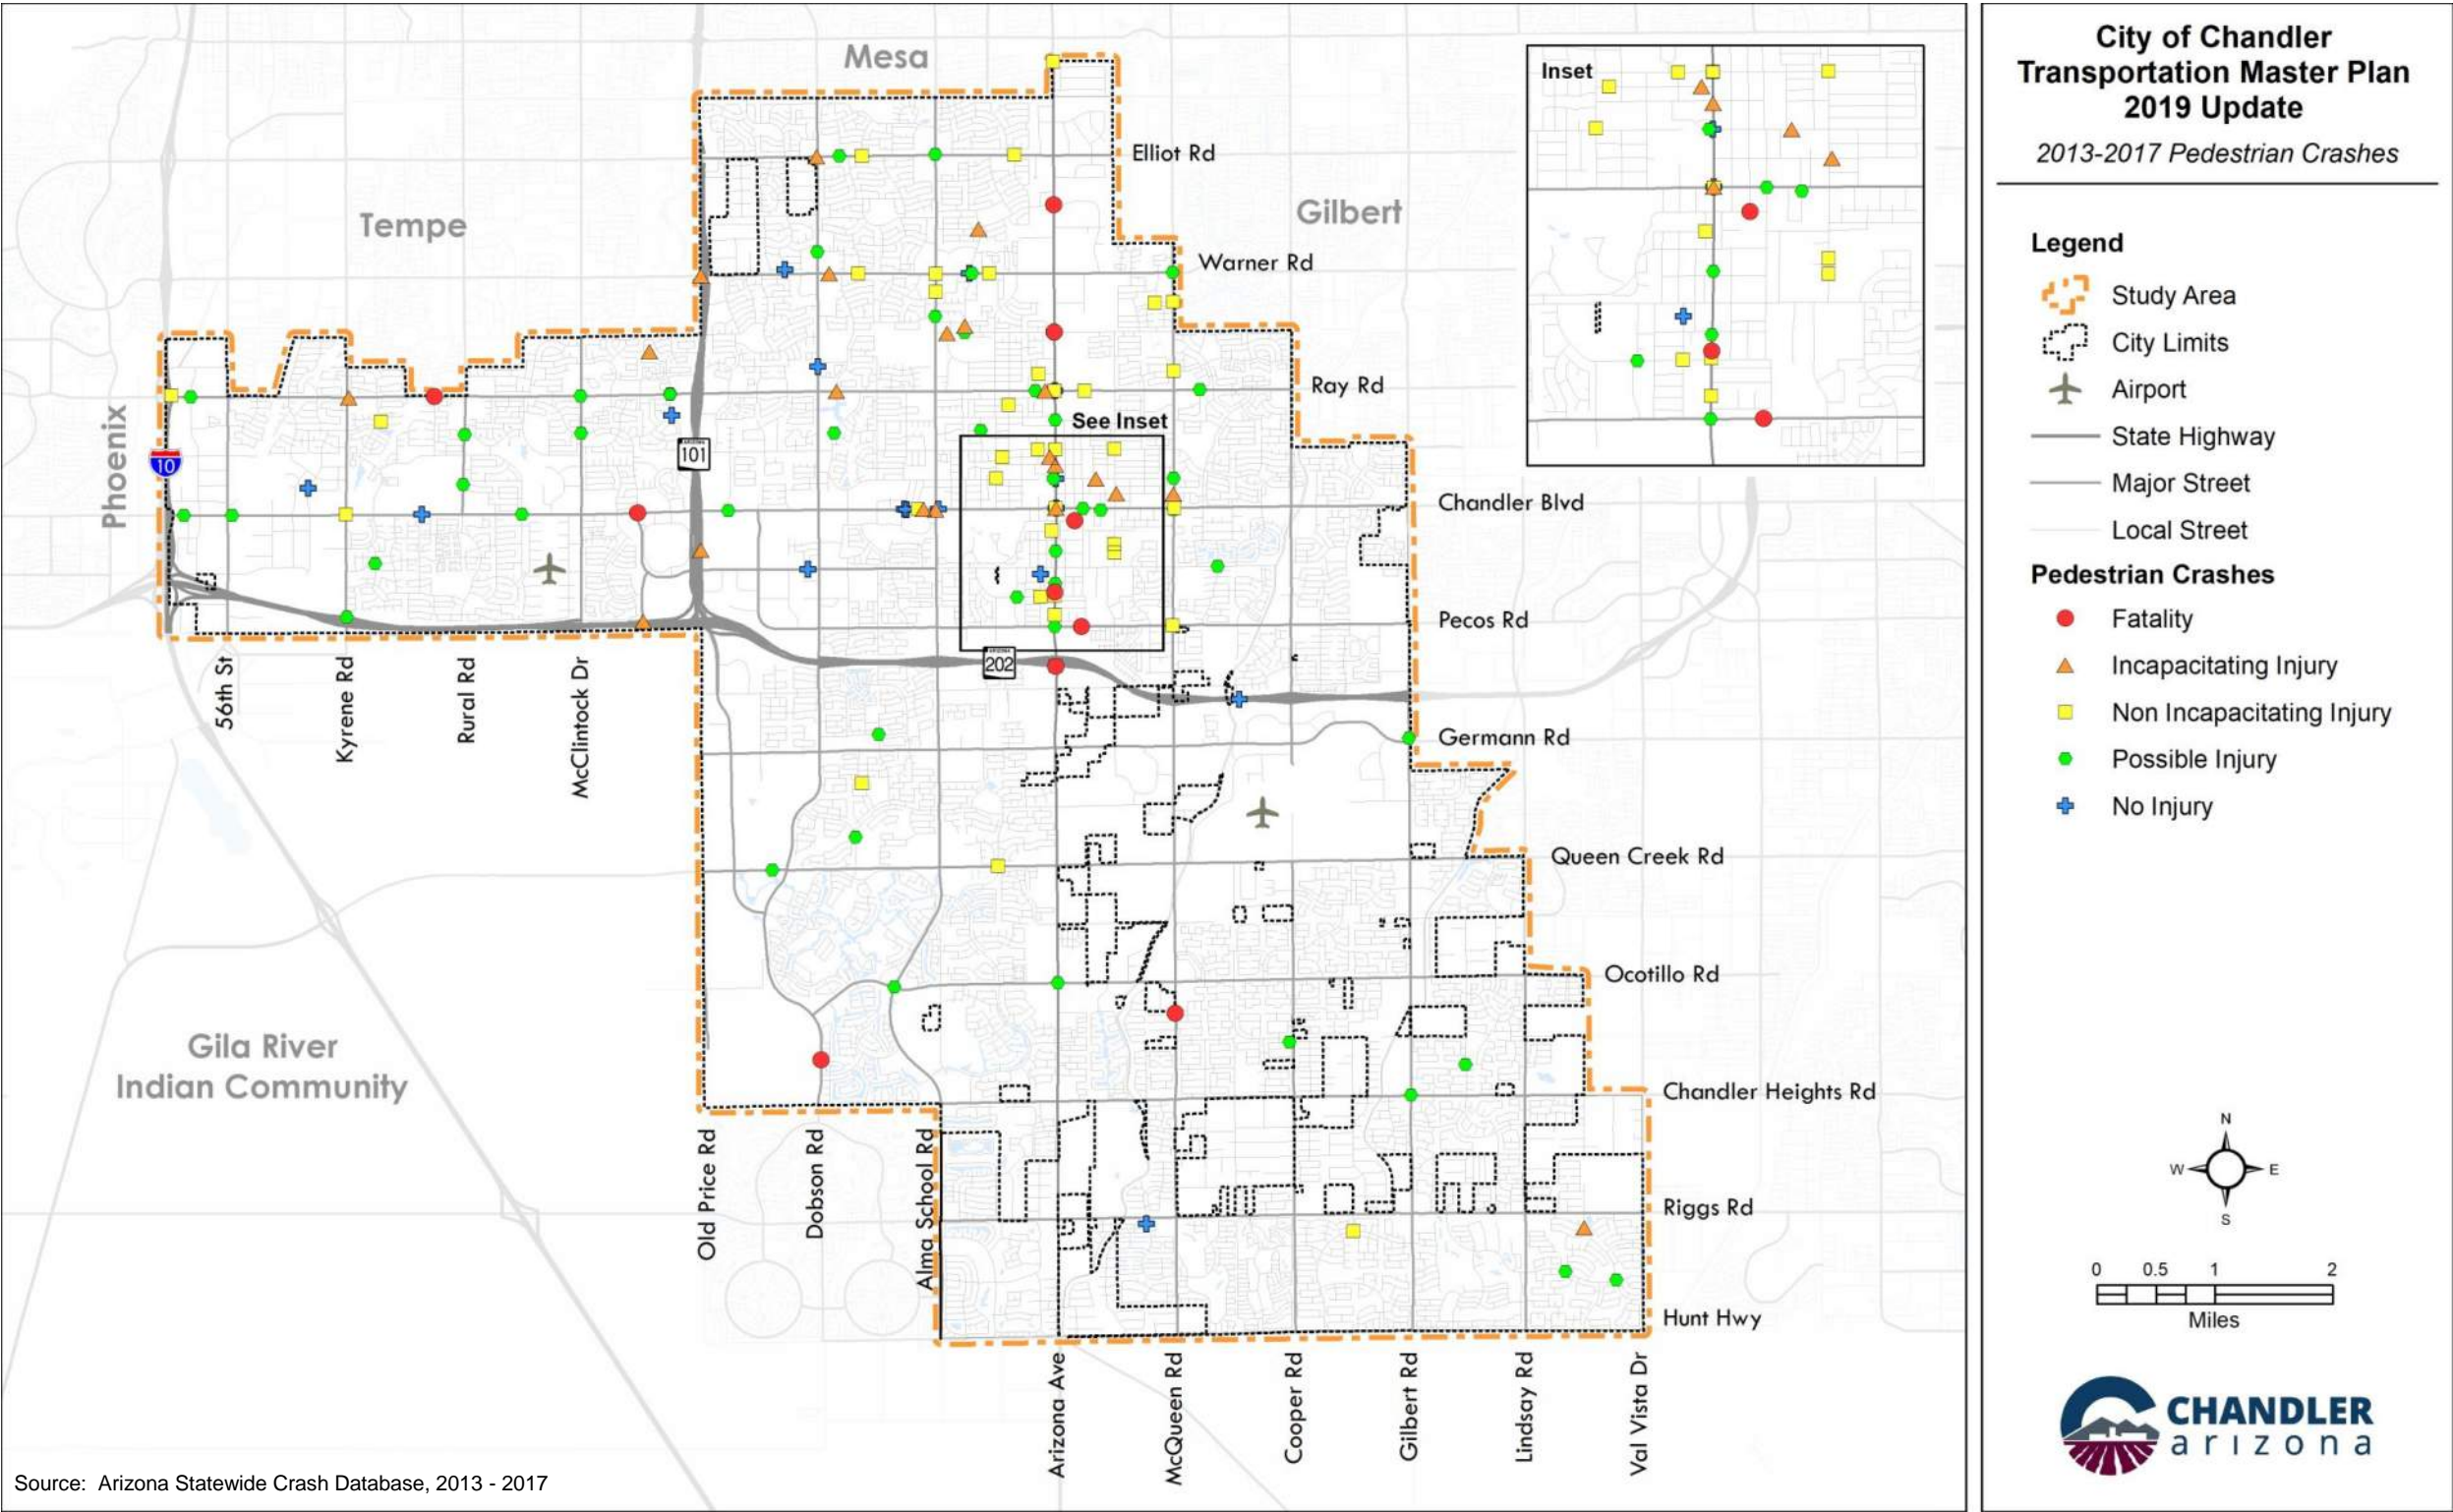 Mesa
Tempe
Gilbert
Phoenix
Gila River
Indian Community
Elliot Rd
Warner Rd
Ray Rd
See Inset
Chandler Blvd
Pecos Rd
Germann Rd
Queen Creek Rd
Ocotillo Rd
Chandler Heights Rd
Riggs Rd
Hunt Hwy
10
ARIZONA
101
ARIZONA
202
56th St
Kyrene Rd
Rural Rd
McClintock Dr
Old Price Rd
Dobson Rd
Alma School Rd
Arizona Ave
McQueen Rd
Cooper Rd
Gilbert Rd
Lindsay Rd
Val Vista Dr
Source: Arizona Statewide Crash Database, 2013 - 2017
Inset
City of Chandler
Transportation Master Plan
2019 Update
2013-2017 Pedestrian Crashes
Legend
Study Area
City Limits
Airport
State Highway
Major Street
Local Street
Pedestrian Crashes
Fatality
Incapacitating Injury
Non Incapacitating Injury
Possible Injury
No Injury
N
W
E
S
0 0.5 1 2
Miles
CHANDLER
arizona